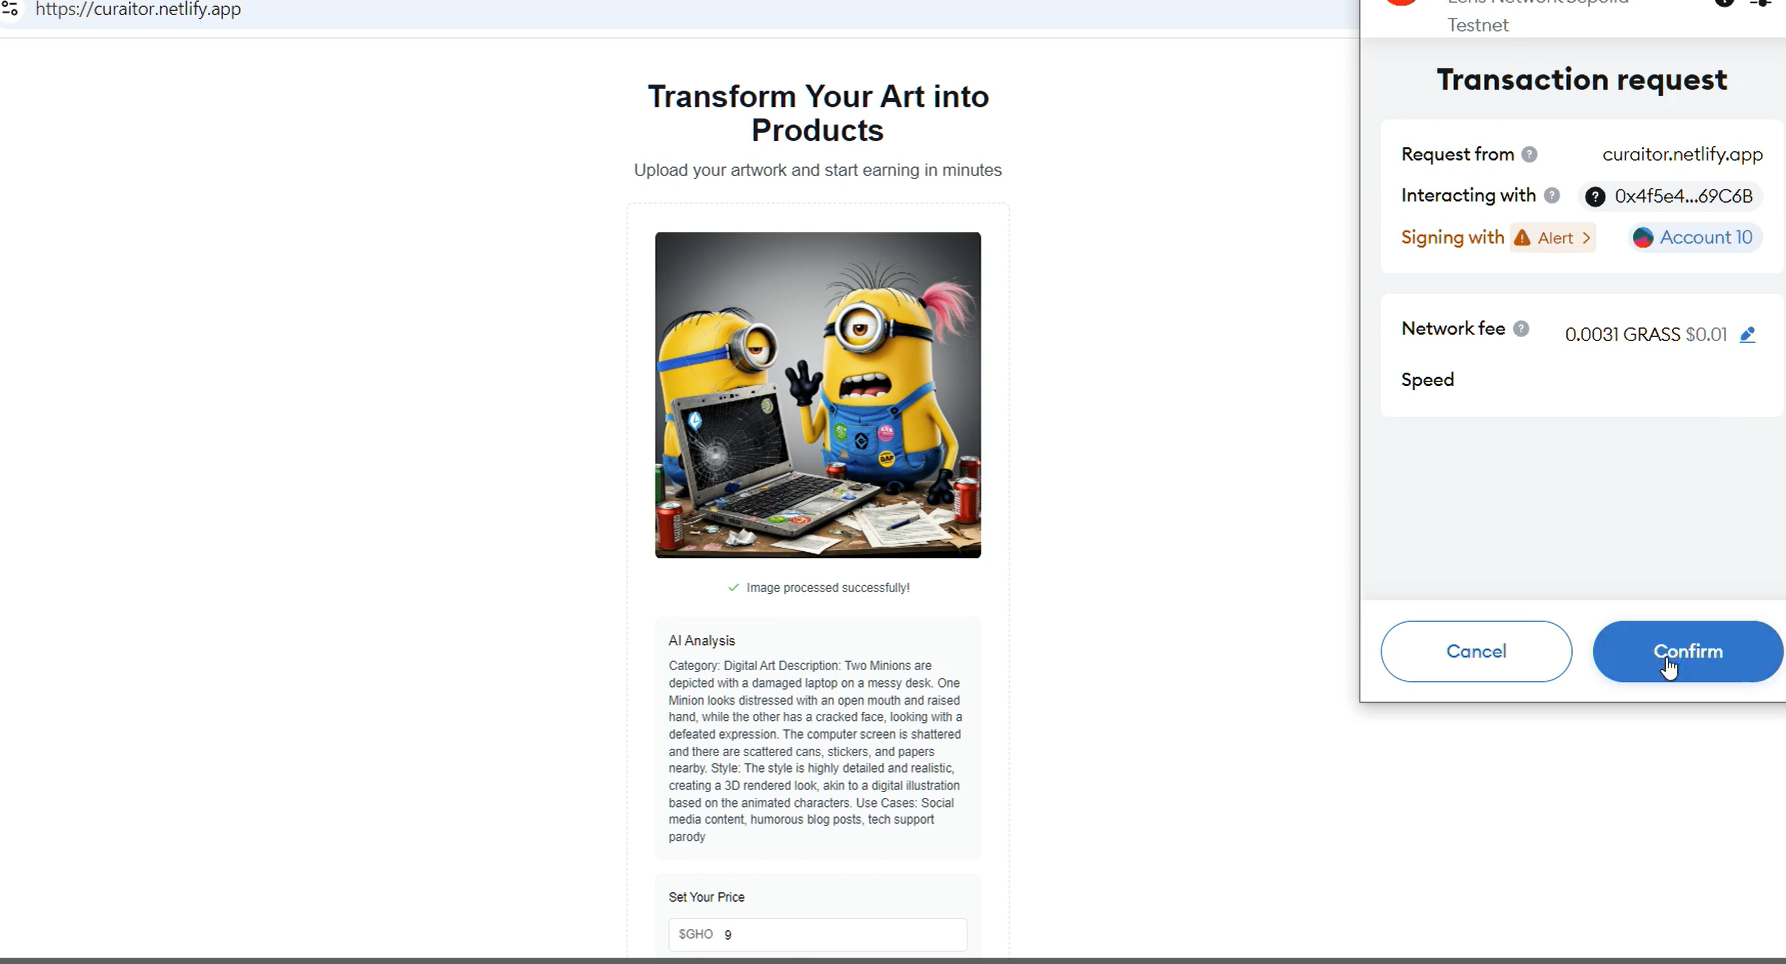 https://curaitor.netlify.app
Transform Your Art into
Products
Upload your artwork and start earning in minutes
Image processed successfully!
AI Analysis
Category: Digital Art Description: Two Minions are
depicted with a damaged laptop on a messy desk. One
Minion looks distressed with an open mouth and raised
hand, while the other has a cracked face, looking with a
defeated expression. The computer screen is shattered
and there are scattered cans, stickers, and papers
nearby. Style: The style is highly detailed and realistic,
creating a 3D rendered look, akin to a digital illustration
based on the animated characters. Use Cases: Social
media content, humorous blog posts, tech support
parody
Set Your Price
$GHO 9
Lens Network Sepolia
Testnet
Transaction request
Request from curaitor.netlify.app
Interacting with 0x4f5e4...69C6B
Signing with Alert Account 10
Network fee 0.0031 GRASS $0.01
Speed
Cancel Confirm